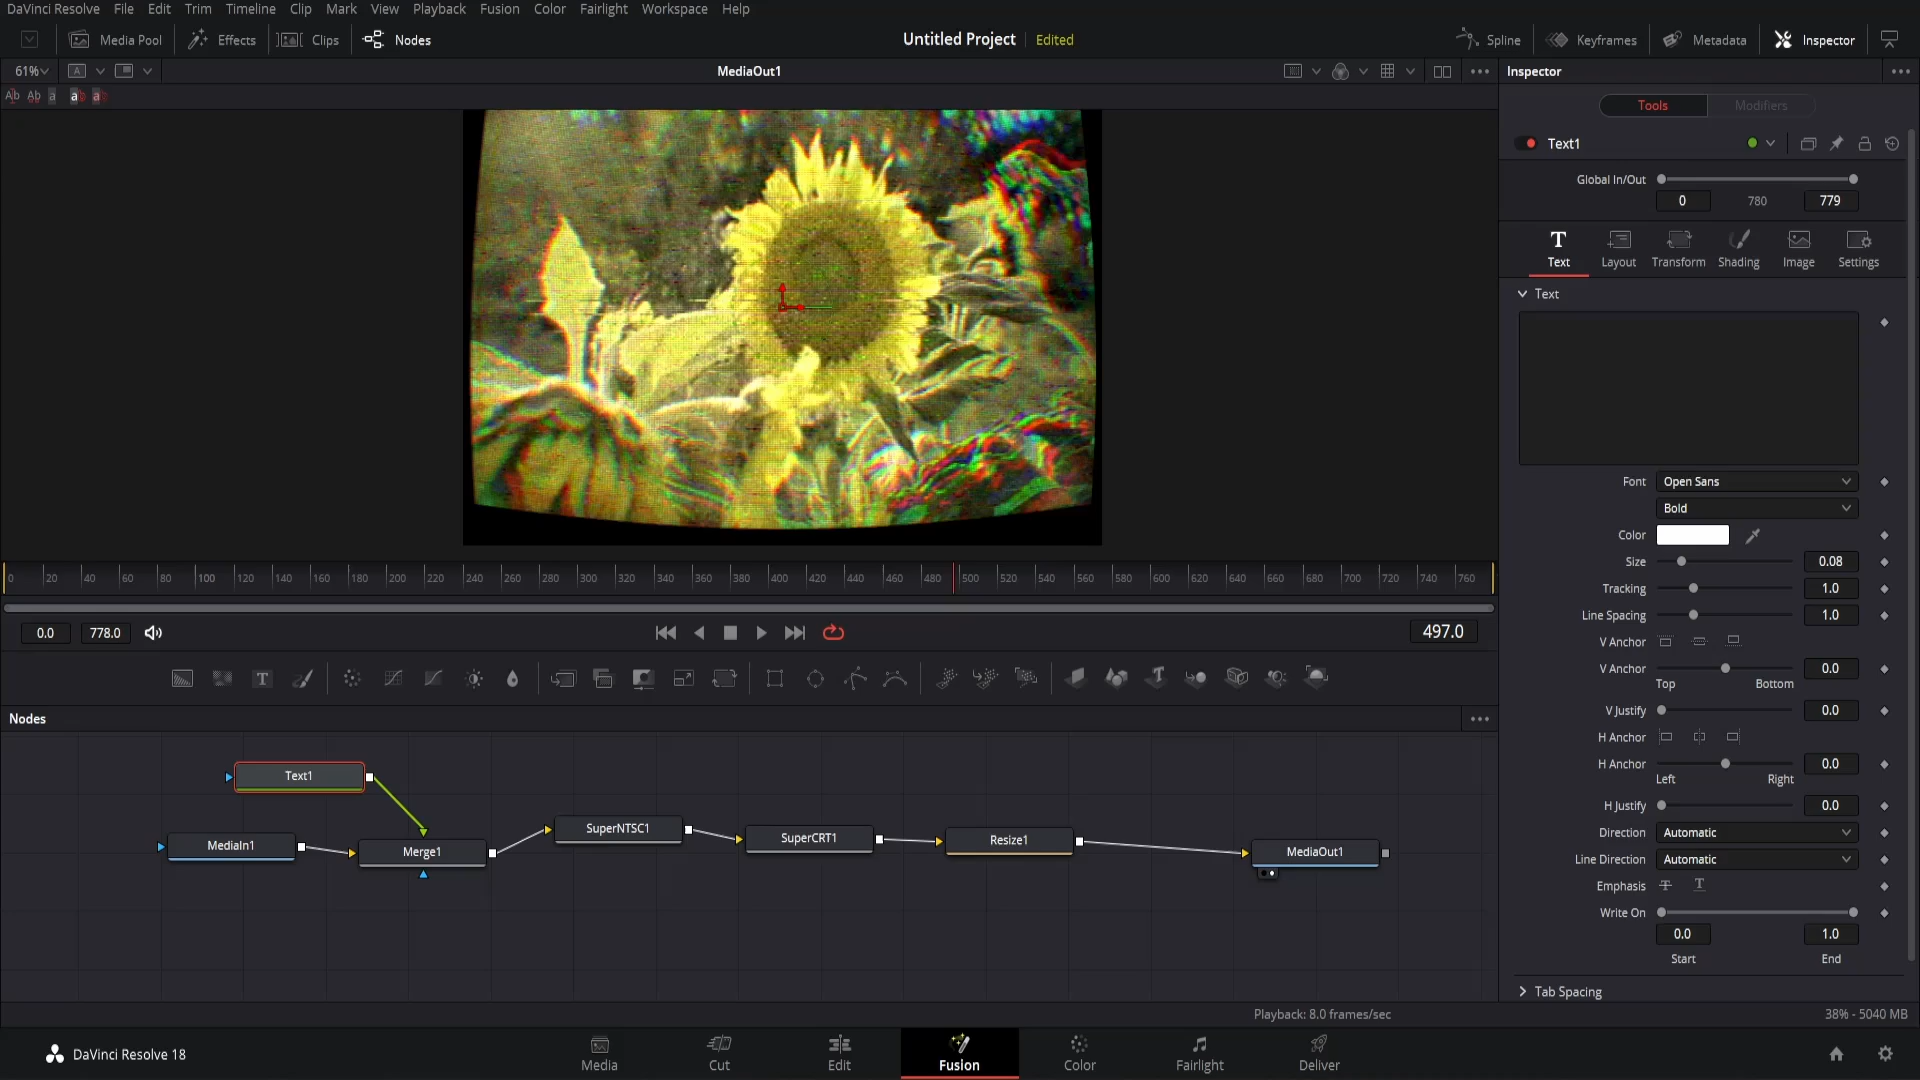 DaVinci Resolve File Edit Trim Timeline Clip Mark View Playback Fusion Color Fairlight Workspace Help
Media Pool Effects Clips Nodes Untitled Project Edited Spline Keyframes Metadata Inspector
61% A MediaOut1 Inspector
Ab Ab a ab ab
Tools Modifiers
Text1
Global In/Out
0 780 779
T
Text Layout Transform Shading Image Settings
Text
Font Open Sans
Bold
Color
Size 0.08
Tracking 1.0
Line Spacing 1.0
V Anchor
V Anchor 0.0
Top Bottom
V Justify 0.0
H Anchor
H Anchor 0.0
Left Right
H Justify 0.0
Direction Automatic
Line Direction Automatic
Emphasis T T
Write On
0.0 1.0
Start End
Tab Spacing
0 20 40 60 80 100 120 140 160 180 200 220 240 260 280 300 320 340 360 380 400 420 440 460 480 500 520 540 560 580 600 620 640 660 680 700 720 740 760
0.0 778.0 497.0
T T
Nodes
Text1
MediaIn1 Merge1 SuperNTSC1 SuperCRT1 Resize1 MediaOut1
Playback: 8.0 frames/sec 38% - 5040 MB
DaVinci Resolve 18 Media Cut Edit Fusion Color Fairlight Deliver